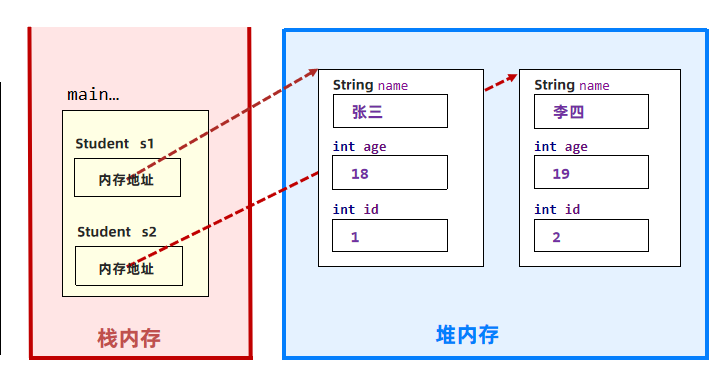 main…
Student s1
内存地址
Student s2
内存地址
栈内存
String name
张三
int age
18
int id
1
String name
李四
int age
19
int id
2
堆内存